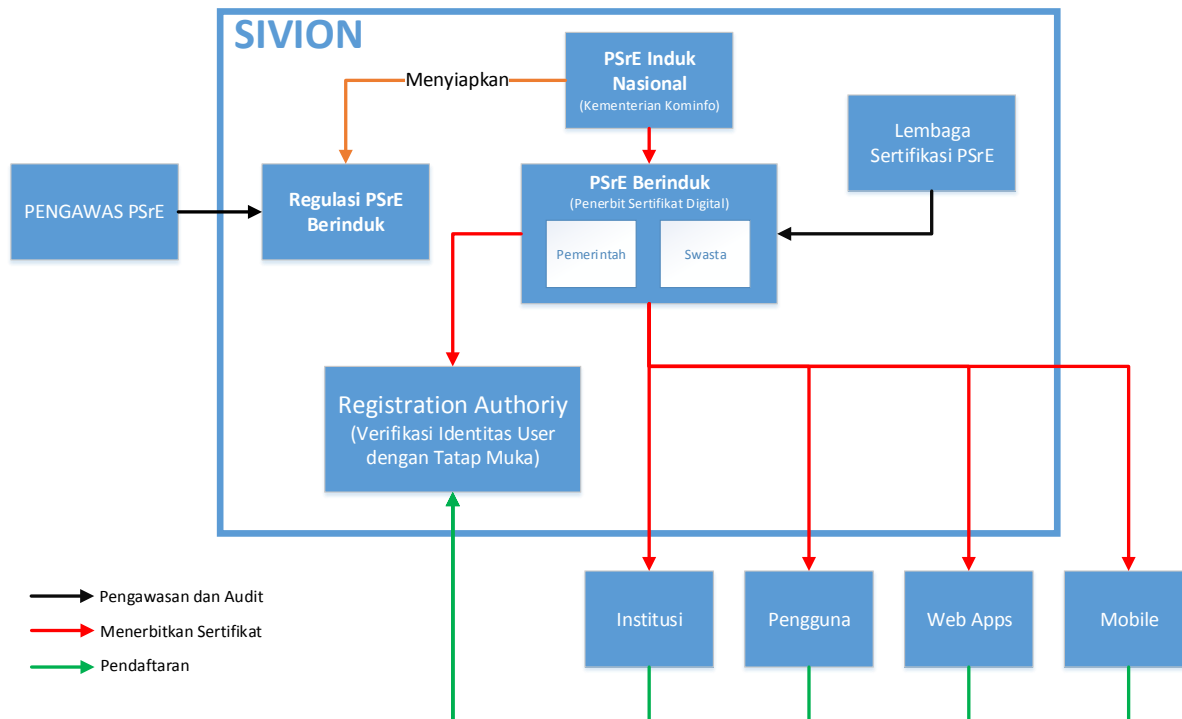 SIVION
PSrE Induk
Nasional
(Kementerian Kominfo)
Menyiapkan
Lembaga
Sertifikasi PSrE
PENGAWAS PSrE
Regulasi PSrE
Berinduk
PSrE Berinduk
(Penerbit Sertifikat Digital)
Pemerintah
Swasta
Registration Authoriy
(Verifikasi Identitas User
dengan Tatap Muka)
Institusi
Pengguna
Web Apps
Mobile
Pengawasan dan Audit
Menerbitkan Sertifikat
Pendaftaran